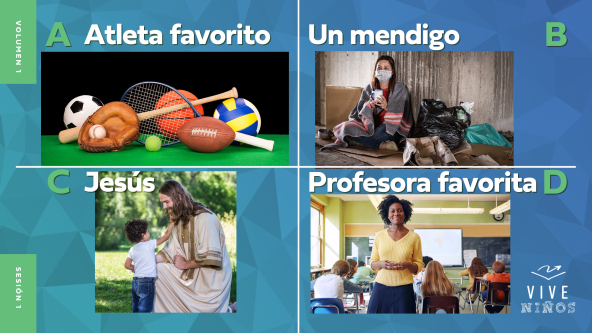 VOLUMEN 1
A Atleta favorito
Un mendigo B
C Jesús
Profesora favorita D
SESIÓN 1
VIVE
NIÑOS